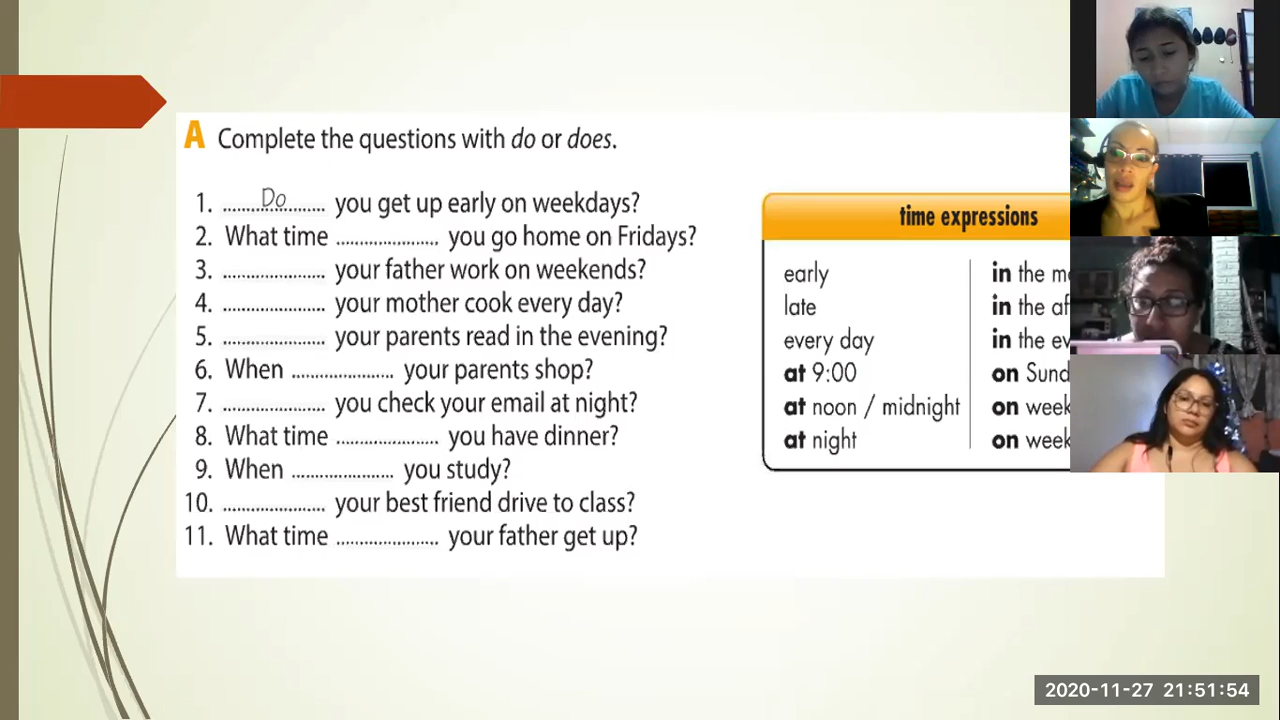 A Complete the questions with do or does.
1. ......Do......... you get up early on weekdays?
2. What time ...................... you go home on Fridays?
3. ...................... your father work on weekends?
4. ...................... your mother cook every day?
5. ...................... your parents read in the evening?
6. When ...................... your parents shop?
7. ...................... you check your email at night?
8. What time ...................... you have dinner?
9. When ...................... you study?
10. ...................... your best friend drive to class?
11. What time ...................... your father get up?
time expressions
early
late
every day
at 9:00
at noon / midnight
at night
in the
in the
in the
on
on
on
2020-11-27 21:51:54